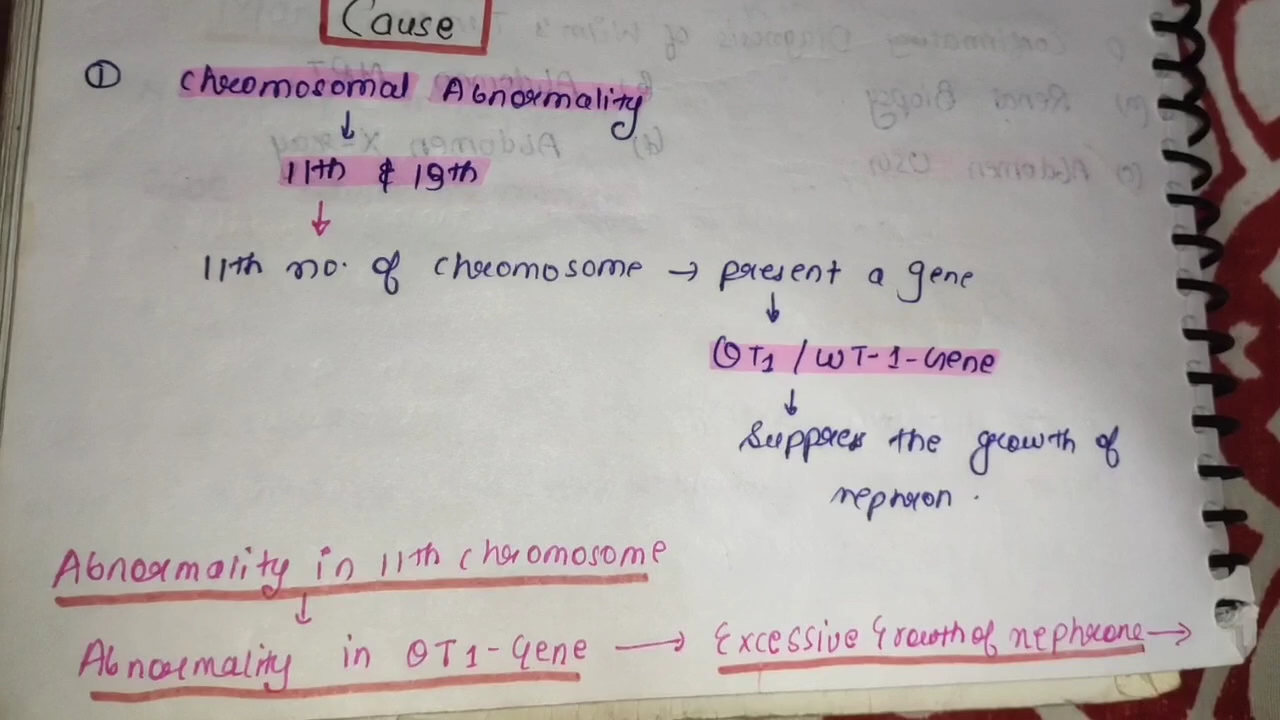 Cause
① Chromosomal Abnormality
↓
11th & 19th
↓
11th no. of chromosome → present a gene
↓
OT1 / WT-1-Gene
↓
Suppress the growth of
nephron.
Abnormality in 11th chromosome
↓
Abnormality in OT1-Gene → Excessive Growth of nephrone →